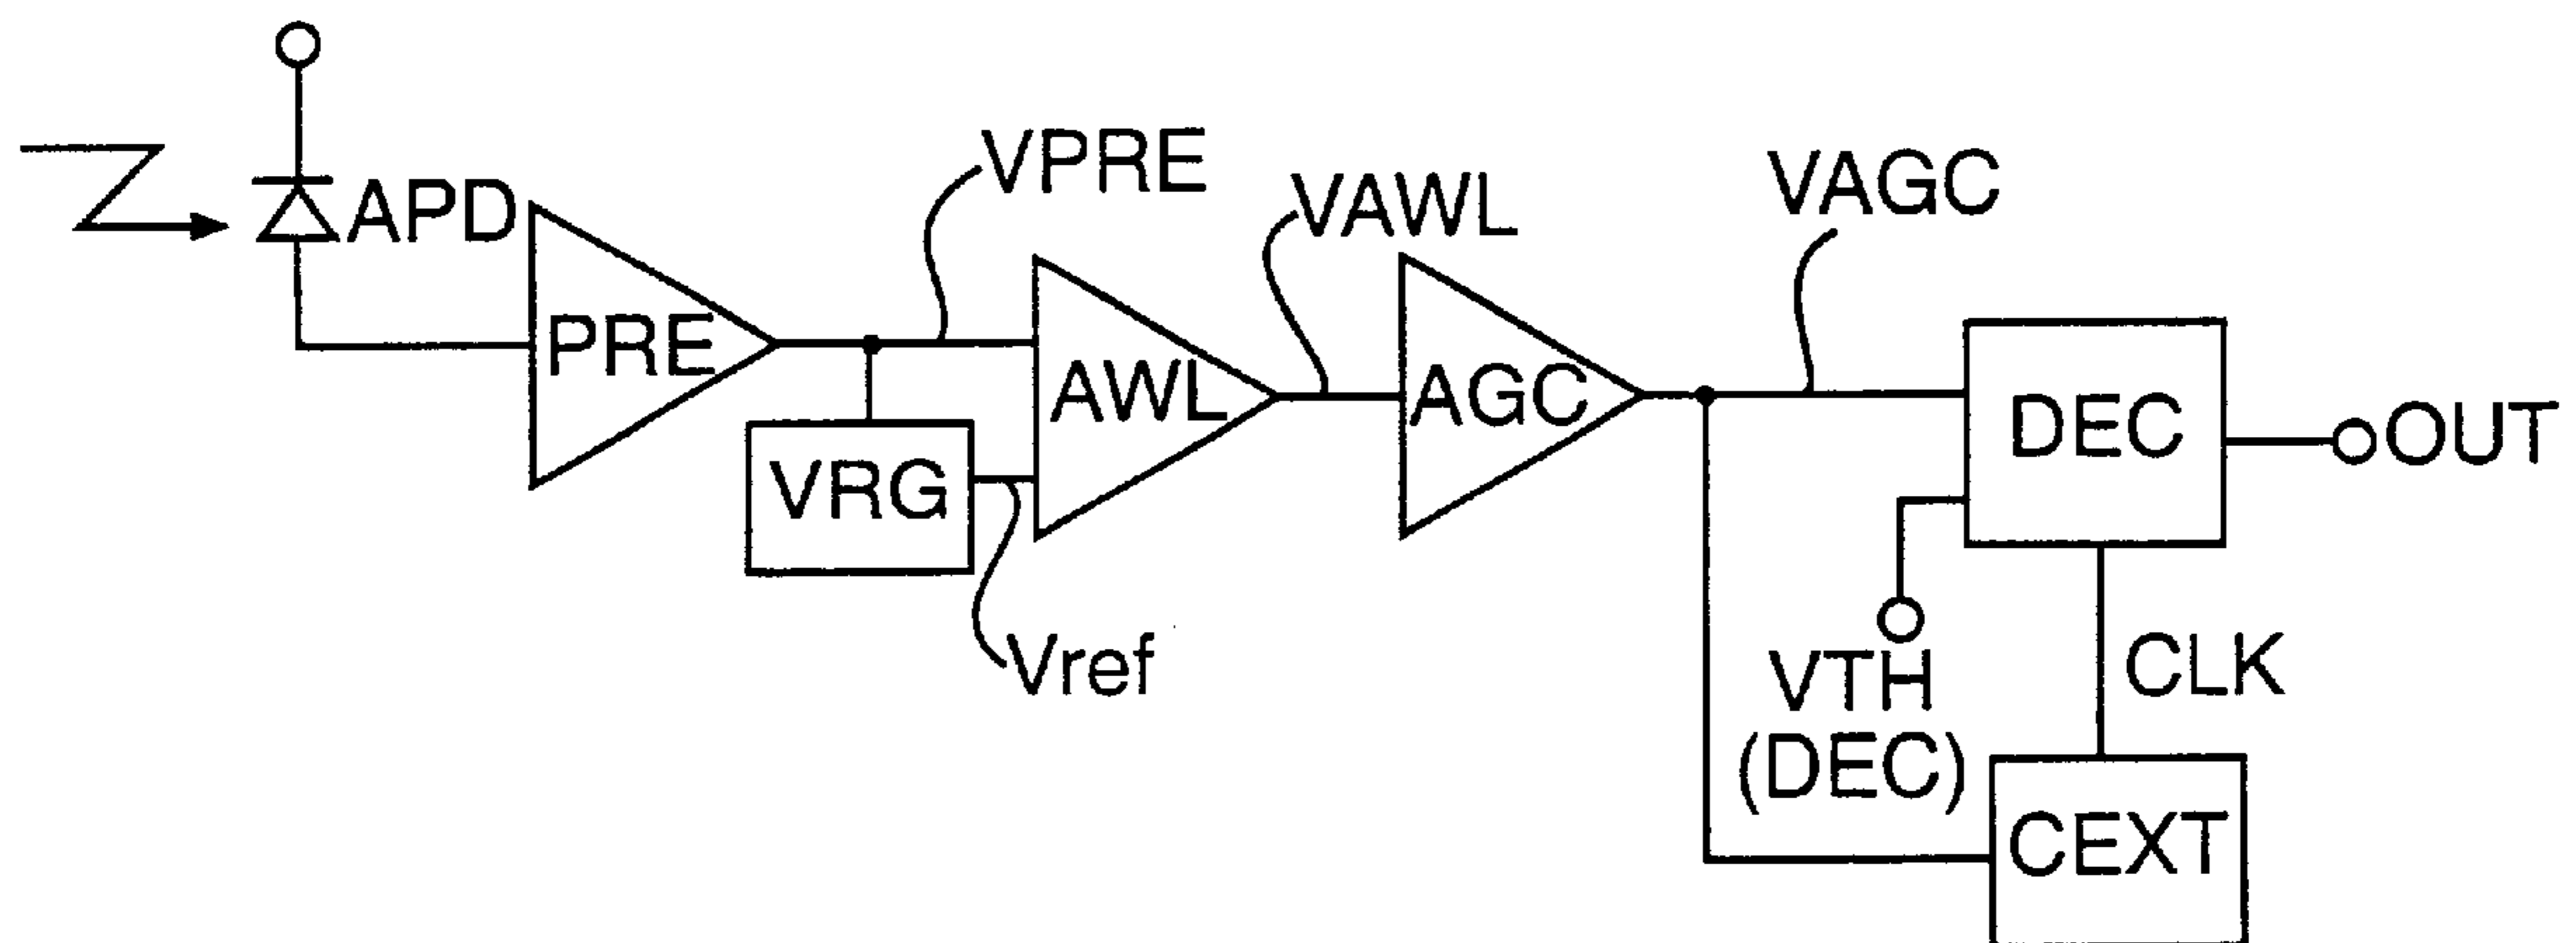 VPRE
VAWL
VAGC
APD
PRE
AWL
AGC
DEC
OUT
VRG
Vref
VTH
(DEC)
CLK
CEXT